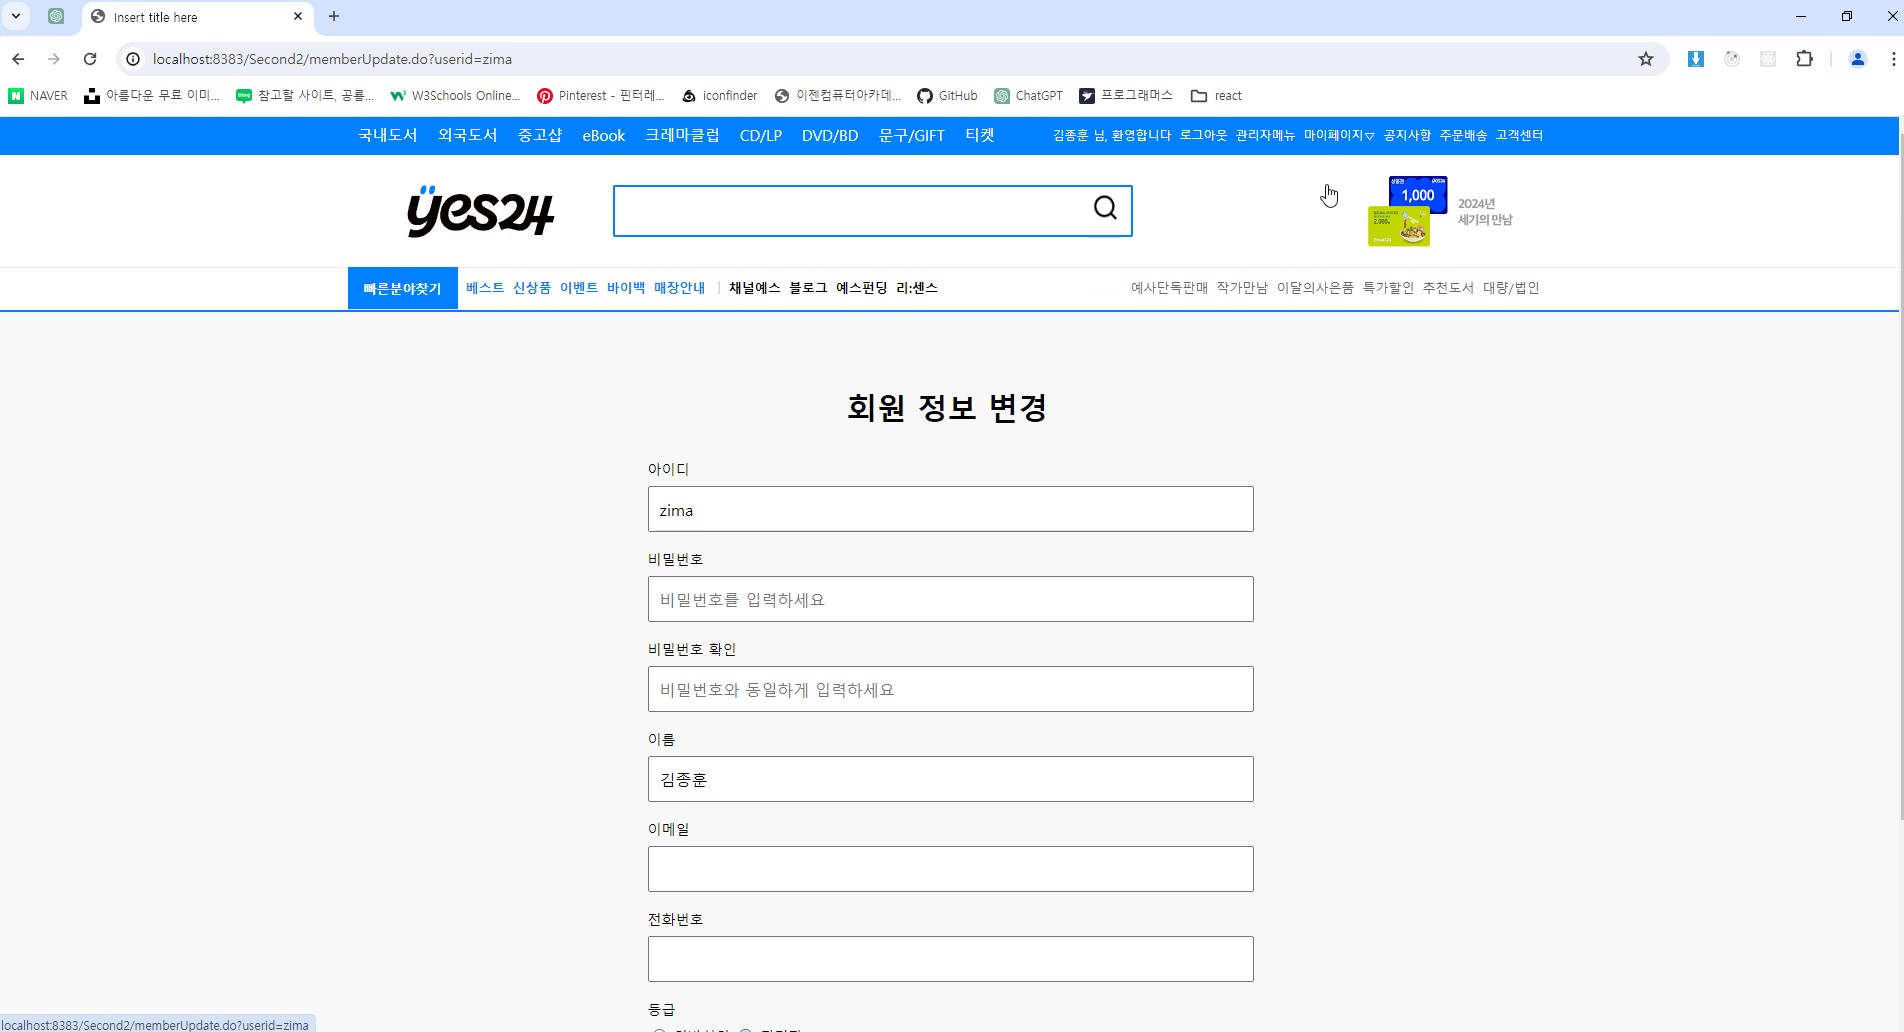 Insert title here
localhost:8383/Second2/memberUpdate.do?userid=zima
NAVER 아름다운 무료 이미... 참고할 사이트, 공룡... W3Schools Online... Pinterest - 핀터레... iconfinder 이젠컴퓨터아카데... GitHub ChatGPT 프로그래머스 react
국내도서 외국도서 중고샵 eBook 크레마클럽 CD/LP DVD/BD 문구/GIFT 티켓 김종훈 님, 환영합니다 로그아웃 관리자메뉴 마이페이지▽ 공지사항 주문배송 고객센터
yes24
1,000
2,000
2024년
세기의 만남
빠른분야찾기 베스트 신상품 이벤트 바이백 매장안내 | 채널예스 블로그 예스펀딩 리:센스 예사단독판매 작가만남 이달의사은품 특가할인 추천도서 대량/법인
회원 정보 변경
아이디
zima
비밀번호
비밀번호를 입력하세요
비밀번호 확인
비밀번호와 동일하게 입력하세요
이름
김종훈
이메일
전화번호
등급
localhost:8383/Second2/memberUpdate.do?userid=zima